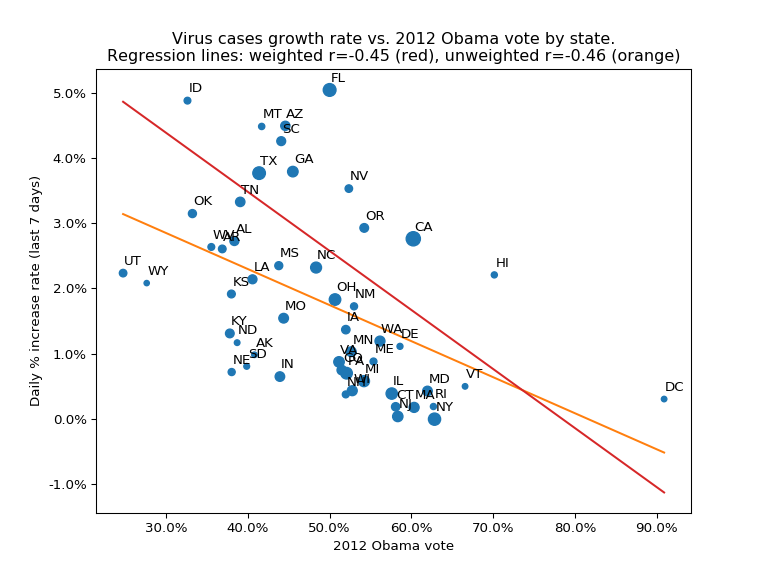 Virus cases growth rate vs. 2012 Obama vote by state.
Regression lines: weighted r=-0.45 (red), unweighted r=-0.46 (orange)
Daily % increase rate (last 7 days)
5.0%
4.0%
3.0%
2.0%
1.0%
0.0%
-1.0%
FL
ID
MT AZ
SC
TX GA
NV
TN
OK
OR
CA
AL
AR
MS NC
HI
UT
WY
LA
KS
OH
NM
MO
IA
KY
ND
WA
DE
MN
AK
VA
ME
SD
NE
IN
PA
MI
WI
NH
VT
IL
MD
CT
MA
RI
NJ
NY
DC
30.0% 40.0% 50.0% 60.0% 70.0% 80.0% 90.0%
2012 Obama vote